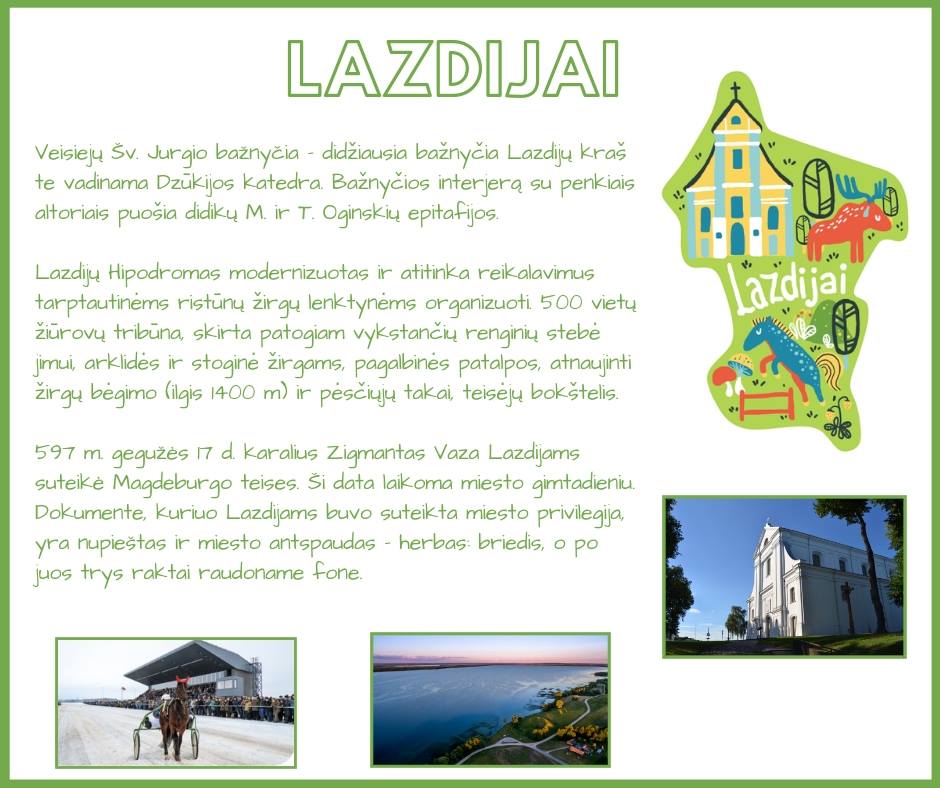 LAZDIJAI
Veisiejų Šv. Jurgio bažnyčia - didžiausia bažnyčia Lazdijų kraš
te vadinama Dzūkijos katedra. Bažnyčios interjerą su penkiais
altoriais puošia didikų M. ir T. Oginskių epitafijos.
Lazdijų Hipodromas modernizuotas ir atitinka reikalavimus
tarptautinėms ristūnų žirgų lenktynėms organizuoti. 500 vietų
žiūrovų tribūna, skirta patogiam vykstančių renginių stebė
jimui, arklidės ir stoginė žirgams, pagalbinės patalpos, atnaujinti
žirgų bėgimo (ilgis 1400 m) ir pėsčiųjų takai, teisėjų bokštelis.
597 m. gegužės 17 d. karalius Zigmantas Vaza Lazdijams
suteikė Magdeburgo teises. Ši data laikoma miesto gimtadieniu.
Dokumente, kuriuo Lazdijams buvo suteikta miesto privilegija,
yra nupieštas ir miesto antspaudas - herbas: briedis, o po
juos trys raktai raudoname fone.
Lazdijai